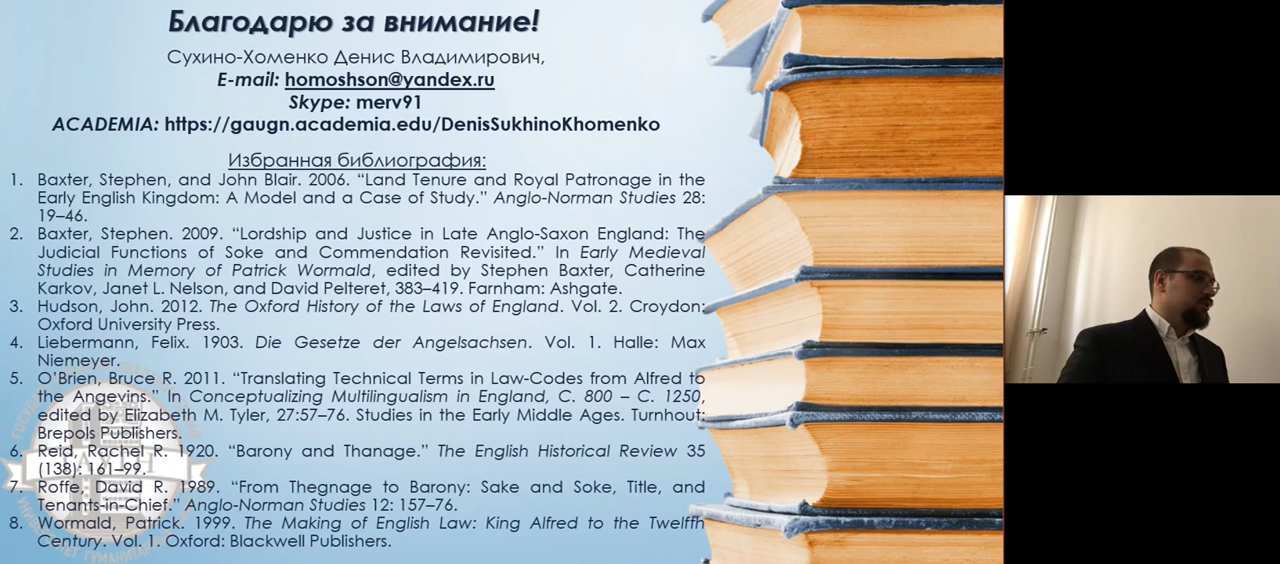 Благодарю за внимание!
Сухино-Хоменко Денис Владимирович,
E-mail: homoshson@yandex.ru
Skype: merv91
ACADEMIA: https://gaugn.academia.edu/DenisSukhinoKhomenko
Избранная библиография:
1. Baxter, Stephen, and John Blair. 2006. “Land Tenure and Royal Patronage in the
Early English Kingdom: A Model and a Case of Study.” Anglo-Norman Studies 28:
19–46.
2. Baxter, Stephen. 2009. “Lordship and Justice in Late Anglo-Saxon England: The
Judicial Functions of Soke and Commendation Revisited.” In Early Medieval
Studies in Memory of Patrick Wormald, edited by Stephen Baxter, Catherine
Karkov, Janet L. Nelson, and David Pelteret, 383–419. Farnham: Ashgate.
3. Hudson, John. 2012. The Oxford History of the Laws of England. Vol. 2. Croydon:
Oxford University Press.
4. Liebermann, Felix. 1903. Die Gesetze der Angelsachsen. Vol. 1. Halle: Max
Niemeyer.
5. O’Brien, Bruce R. 2011. “Translating Technical Terms in Law-Codes from Alfred to
the Angevins.” In Conceptualizing Multilingualism in England, C. 800 – C. 1250,
edited by Elizabeth M. Tyler, 27:57–76. Studies in the Early Middle Ages. Turnhout:
Brepols Publishers.
6. Reid, Rachel R. 1920. “Barony and Thanage.” The English Historical Review 35
(138): 161–99.
7. Roffe, David R. 1989. “From Thegnage to Barony: Sake and Soke, Title, and
Tenants-in-Chief.” Anglo-Norman Studies 12: 157–76.
8. Wormald, Patrick. 1999. The Making of English Law: King Alfred to the Twelfth
Century. Vol. 1. Oxford: Blackwell Publishers.